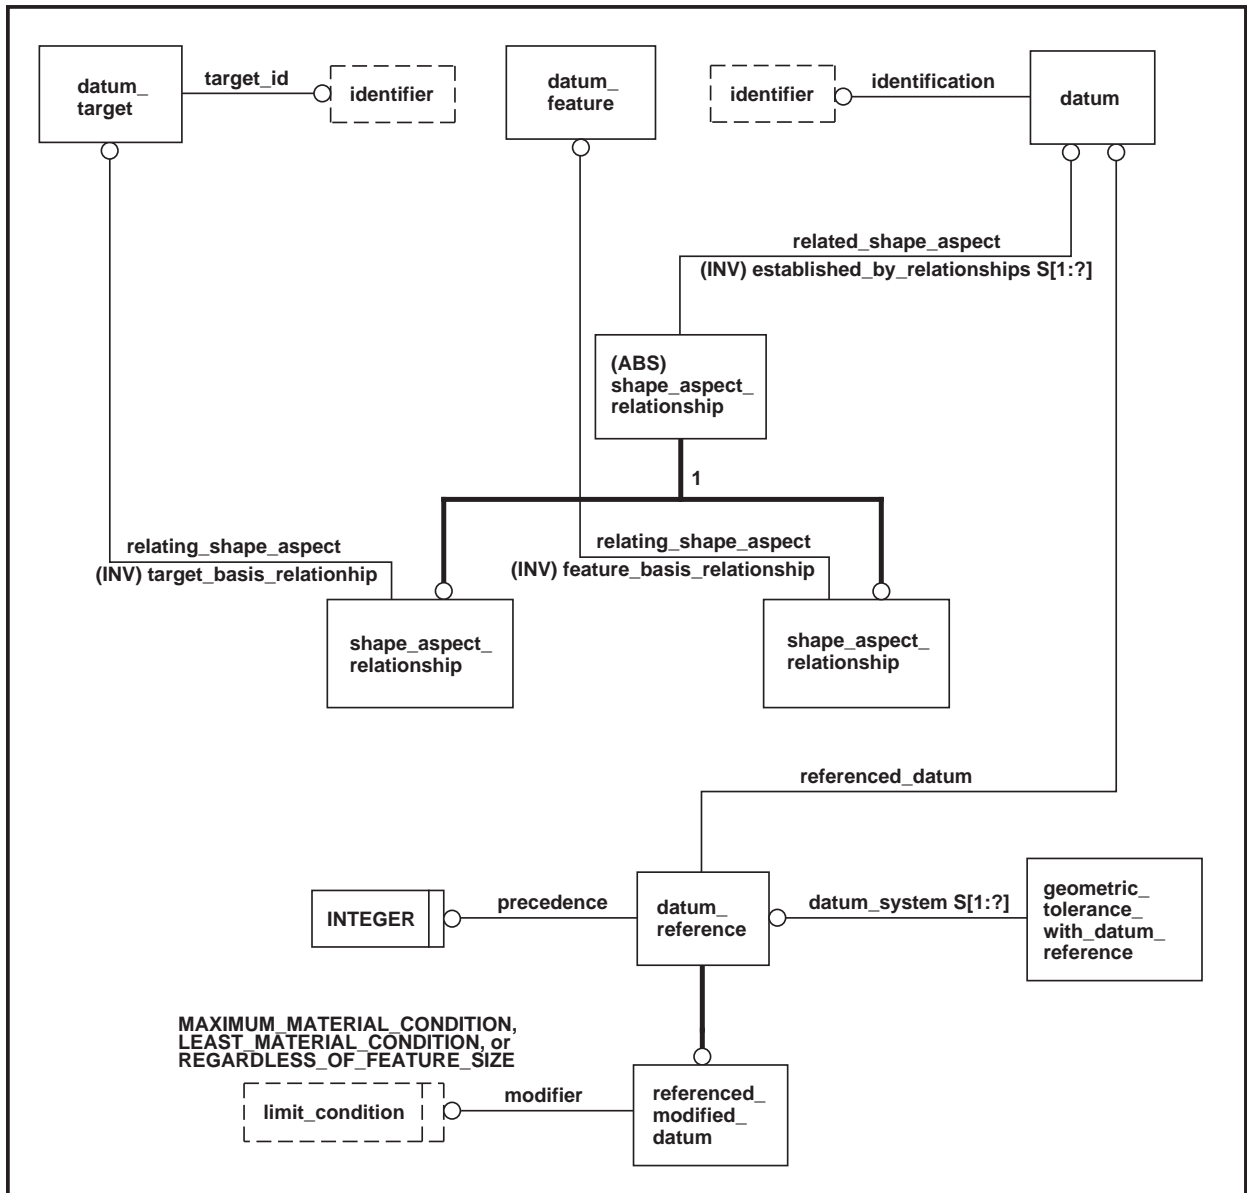 datum_
target
target_id
identifier
datum_
feature
identifier
identification
datum
related_shape_aspect
(INV) established_by_relationships S[1:?]
(ABS)
shape_aspect_
relationship
1
relating_shape_aspect
(INV) target_basis_relationhip
relating_shape_aspect
(INV) feature_basis_relationship
shape_aspect_
relationship
shape_aspect_
relationship
referenced_datum
INTEGER
precedence
datum_
reference
datum_system S[1:?]
geometric_
tolerance_
with_datum_
reference
MAXIMUM_MATERIAL_CONDITION,
LEAST_MATERIAL_CONDITION, or
REGARDLESS_OF_FEATURE_SIZE
limit_condition
modifier
referenced_
modified_
datum